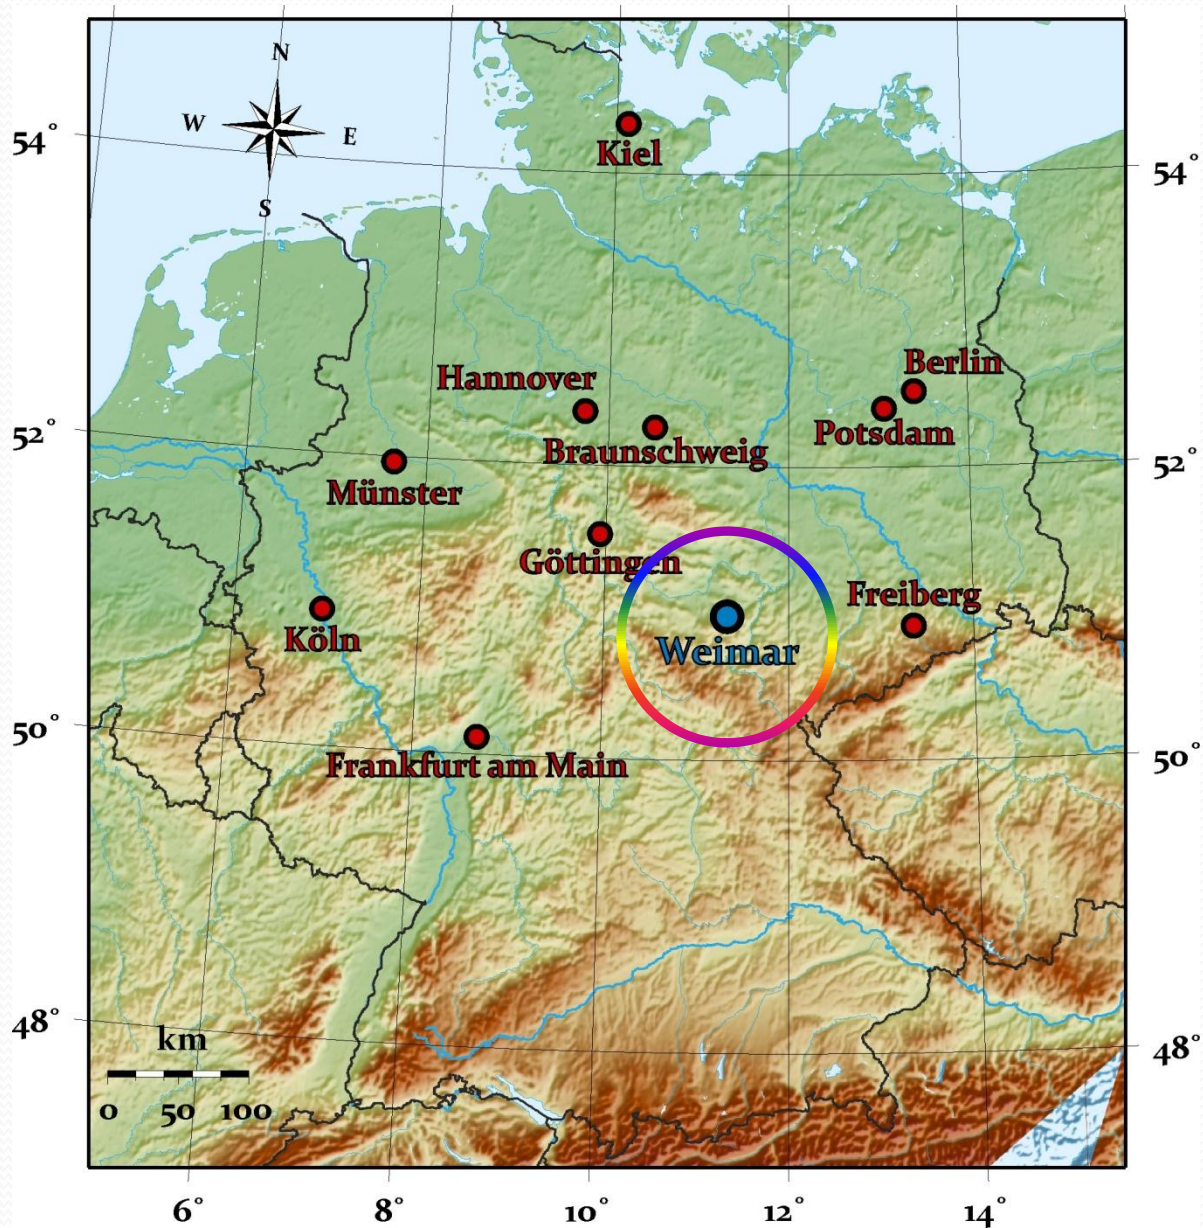 N
W
E
S
54°
54°
Kiel
Hannover
Berlin
Braunschweig
Potsdam
52°
52°
Münster
Göttingen
Freiberg
Köln
Weimar
50°
50°
Frankfurt am Main
48°
48°
km
0 50 100
6° 8° 10° 12° 14°